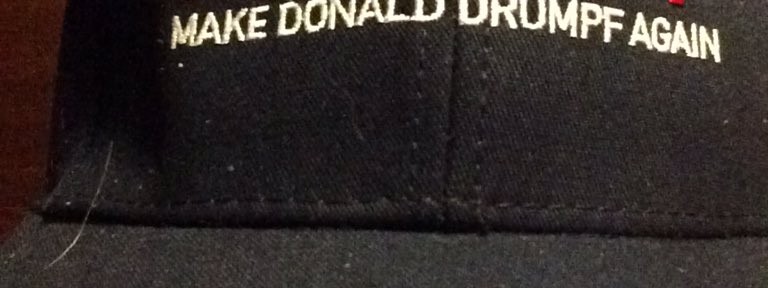 MAKE DONALD DRUMPF AGAIN